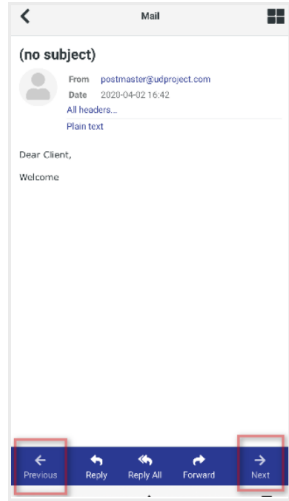 Mail
(no subject)
From postmaster@udproject.com
Date 2020-04-02 16:42
All headers...
Plain text
Dear Client,
Welcome
Previous Reply Reply All Forward Next